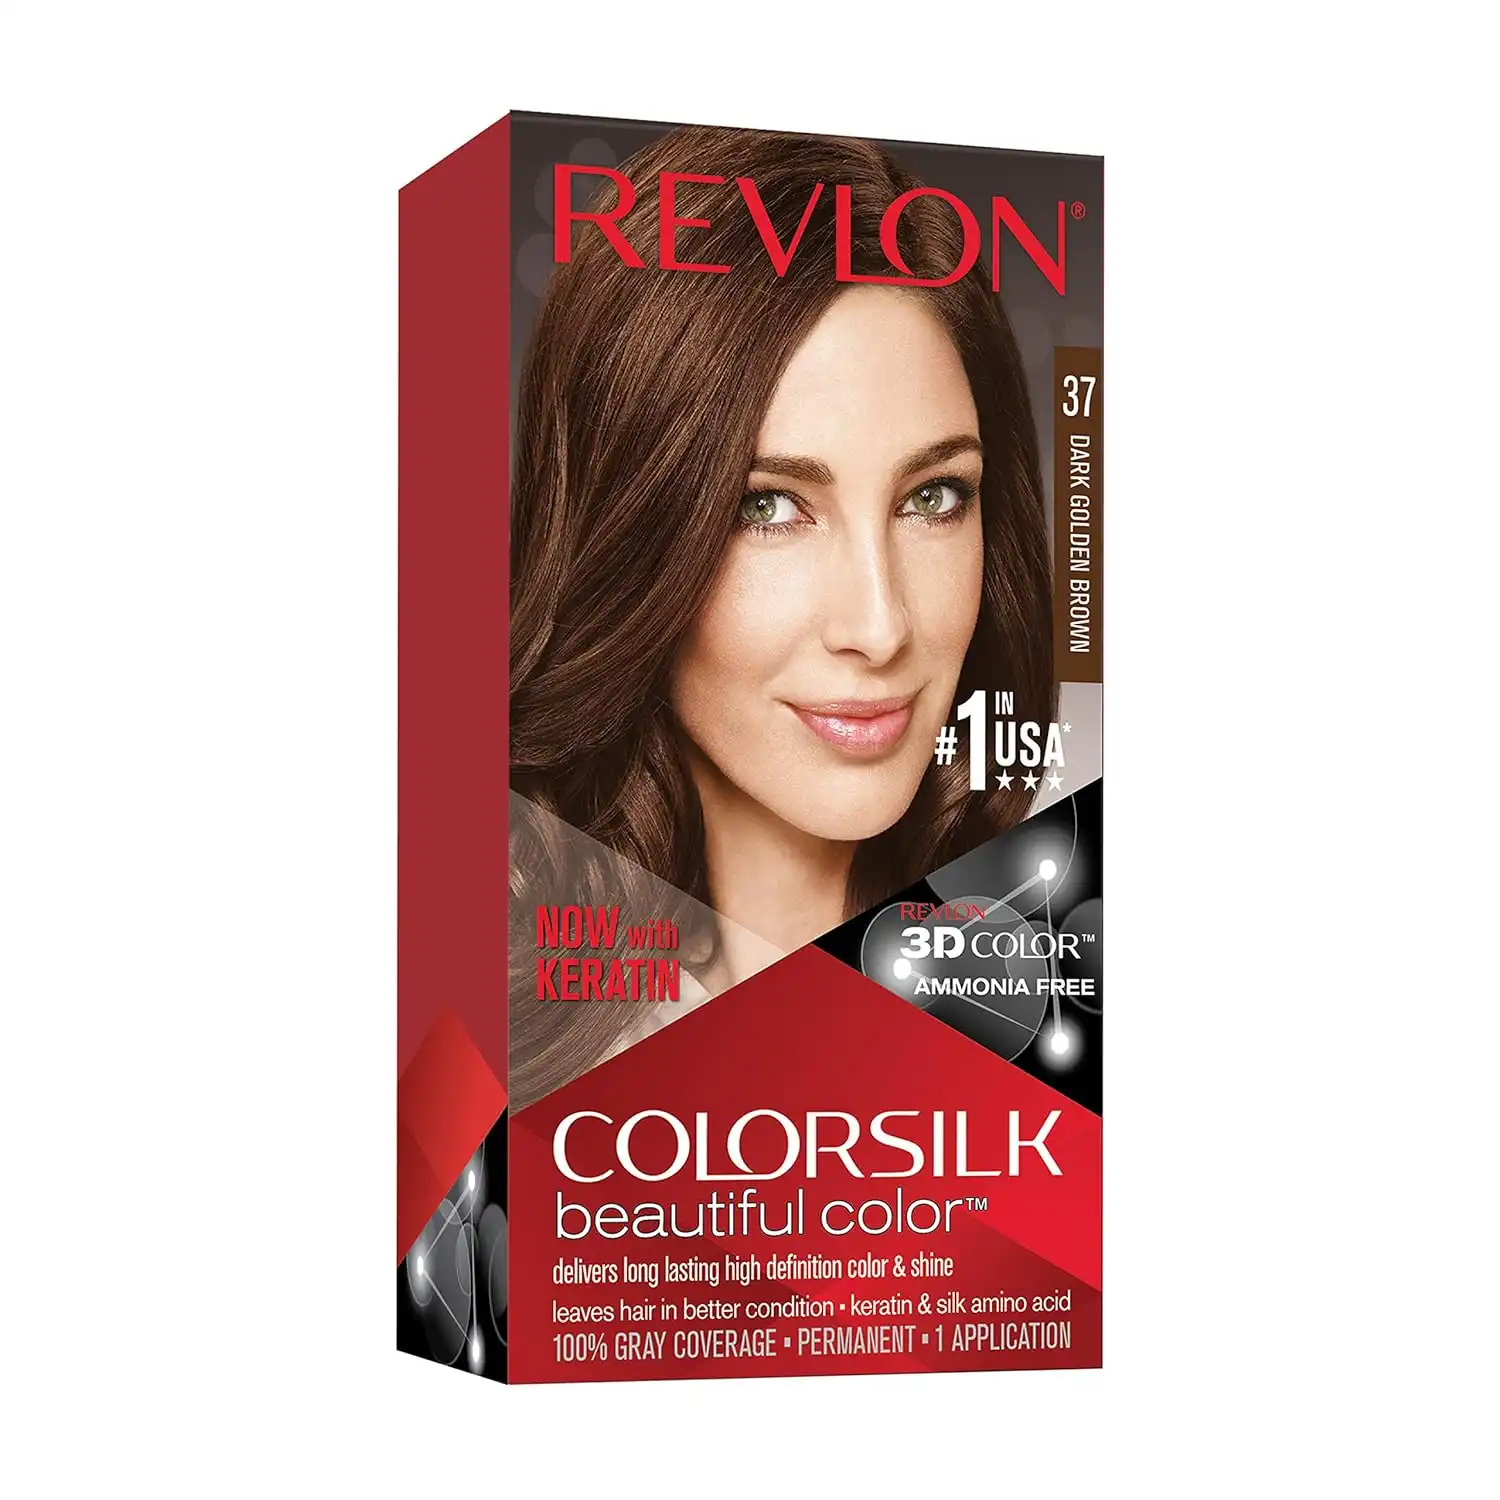 REVLON®
37 DARK GOLDEN BROWN
#1 IN USA*
NOW with
KERATIN
REVLON
3D COLOR™
AMMONIA FREE
COLORSILK
beautiful color™
delivers long lasting high definition color & shine
leaves hair in better condition • keratin & silk amino acid
100% GRAY COVERAGE • PERMANENT • 1 APPLICATION